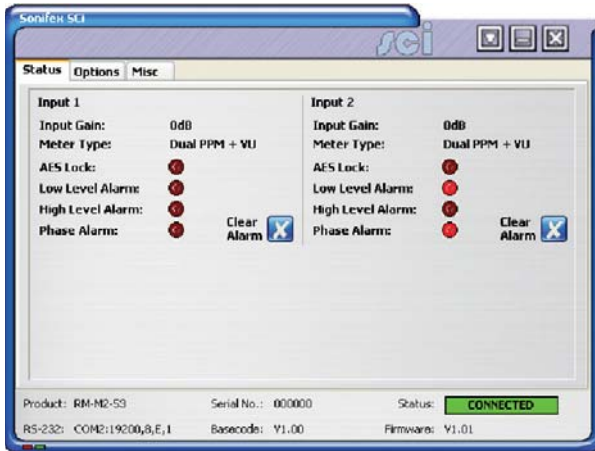 Sonifex SCi
sci
Status Options Misc
Input 1
Input Gain: 0dB
Meter Type: Dual PPM + VU
AES Lock:
Low Level Alarm:
High Level Alarm:
Phase Alarm:
Clear Alarm
Input 2
Input Gain: 0dB
Meter Type: Dual PPM + VU
AES Lock:
Low Level Alarm:
High Level Alarm:
Phase Alarm:
Clear Alarm
Product: RM-M2-S3 Serial No.: 000000 Status: CONNECTED
RS-232: COM2:19200,8,E,1 Basecode: V1.00 Firmware: V1.01